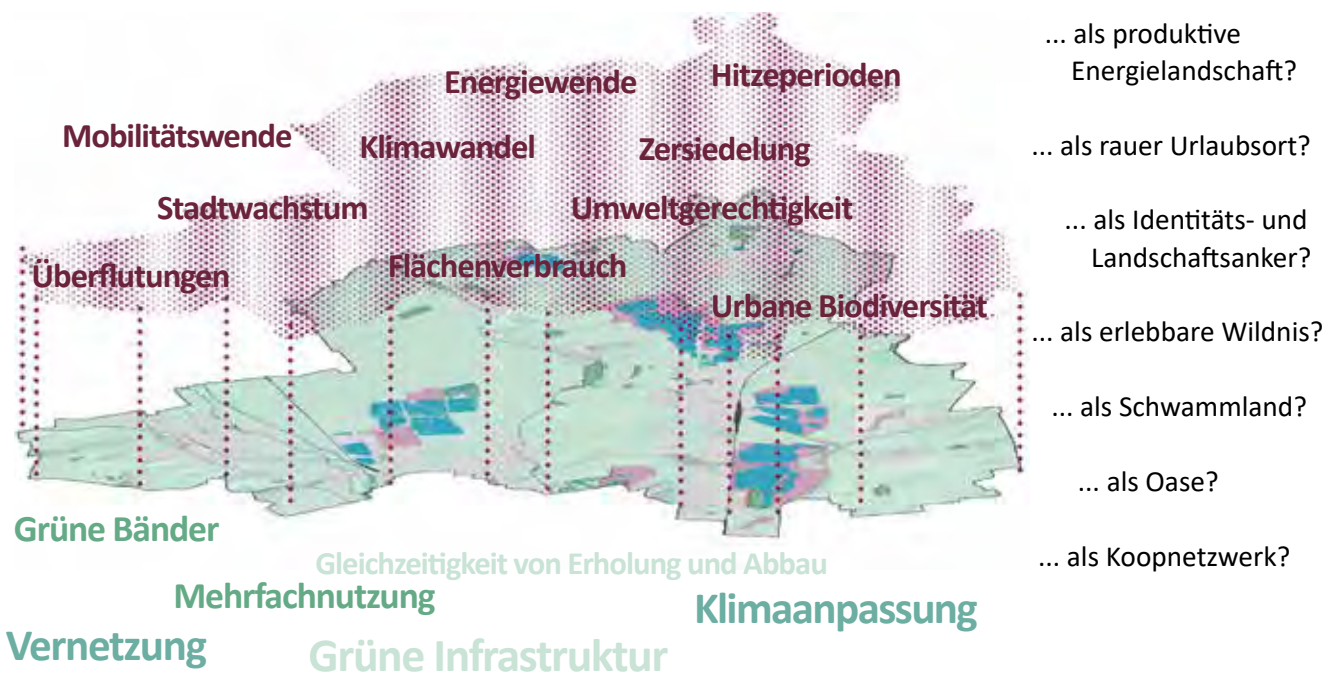 Energiewende
Hitzeperioden
Mobilitätswende
Klimawandel
Zersiedelung
Stadtwachstum
Umweltgerechtigkeit
Überflutungen
Flächenverbrauch
Urbane Biodiversität
Grüne Bänder
Gleichzeitigkeit von Erholung und Abbau
Mehrfachnutzung
Klimaanpassung
Vernetzung
Grüne Infrastruktur
... als produktive
Energielandschaft?
... als rauer Urlaubsort?
... als Identitäts- und
Landschaftsanker?
... als erlebbare Wildnis?
... als Schwammland?
... als Oase?
... als Koopnetzwerk?